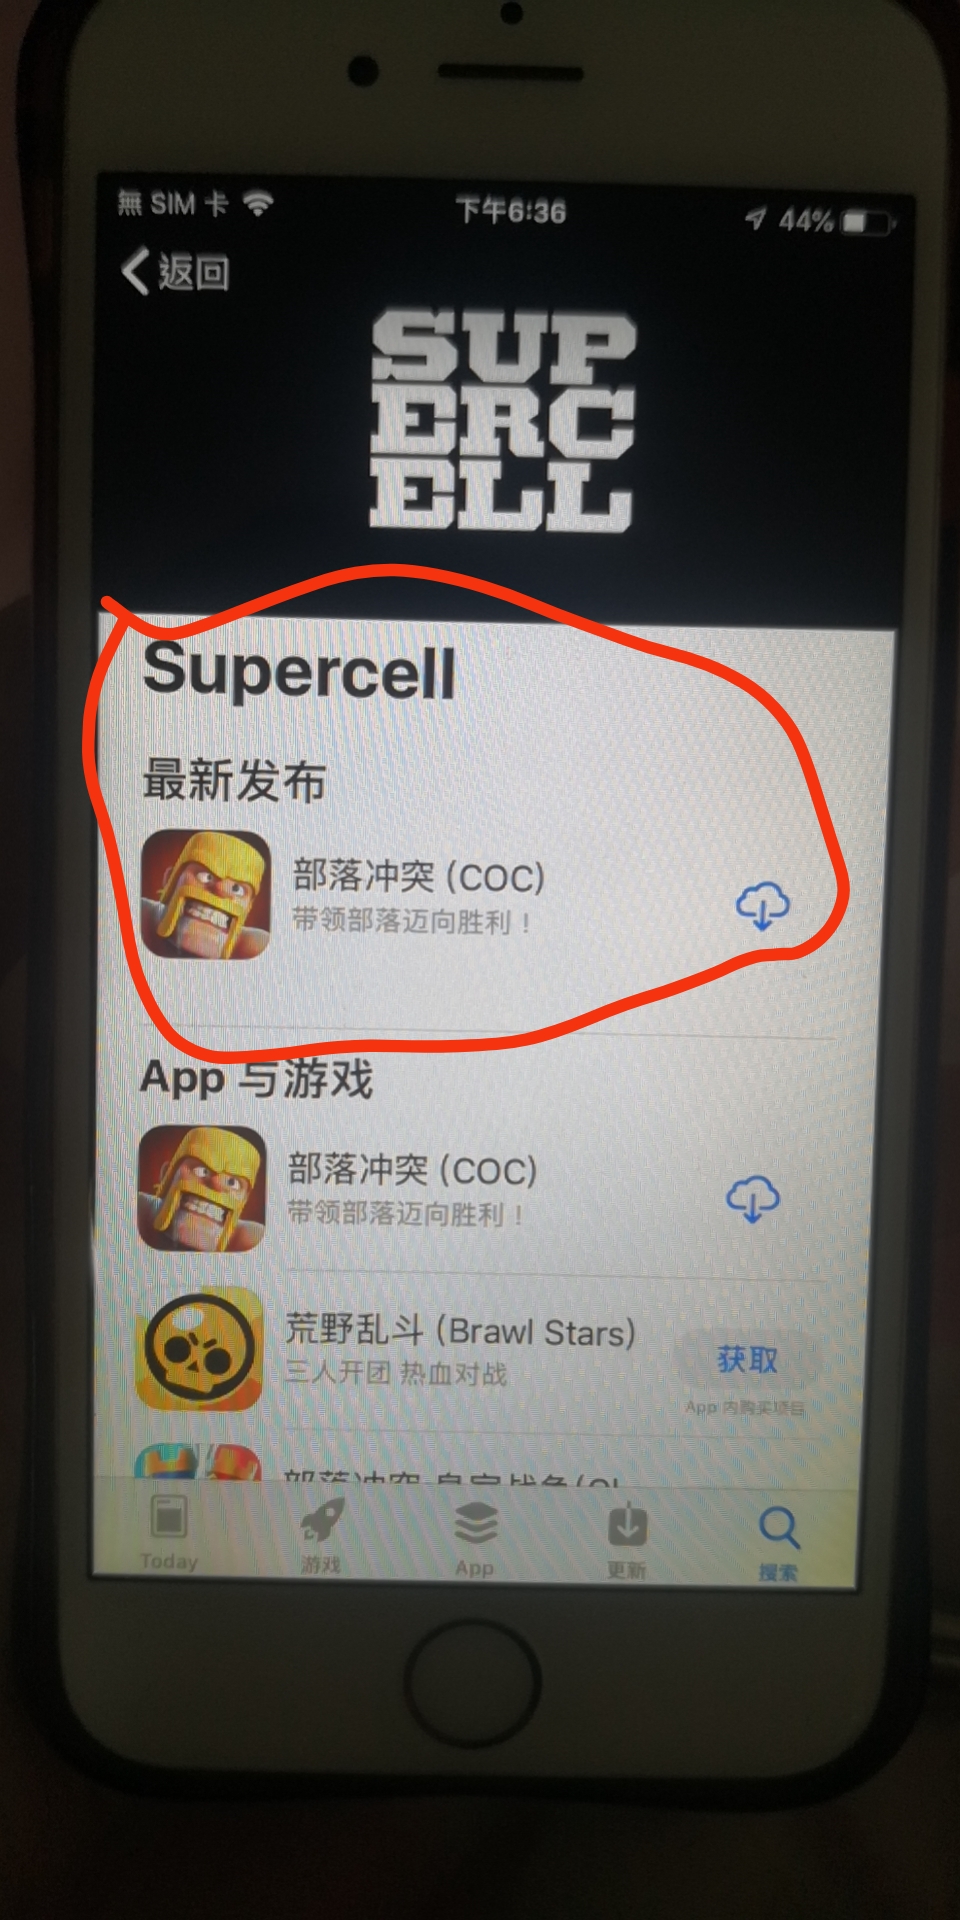 無 SIM 卡
下午6:36
44%
返回
SUP
ERC
ELL
Supercell
最新发布
部落冲突 (COC)
带领部落迈向胜利！
App 与游戏
部落冲突 (COC)
带领部落迈向胜利！
荒野乱斗 (Brawl Stars)
三人开团 热血对战
获取
App 内购买项目
Today
游戏
App
更新
搜索